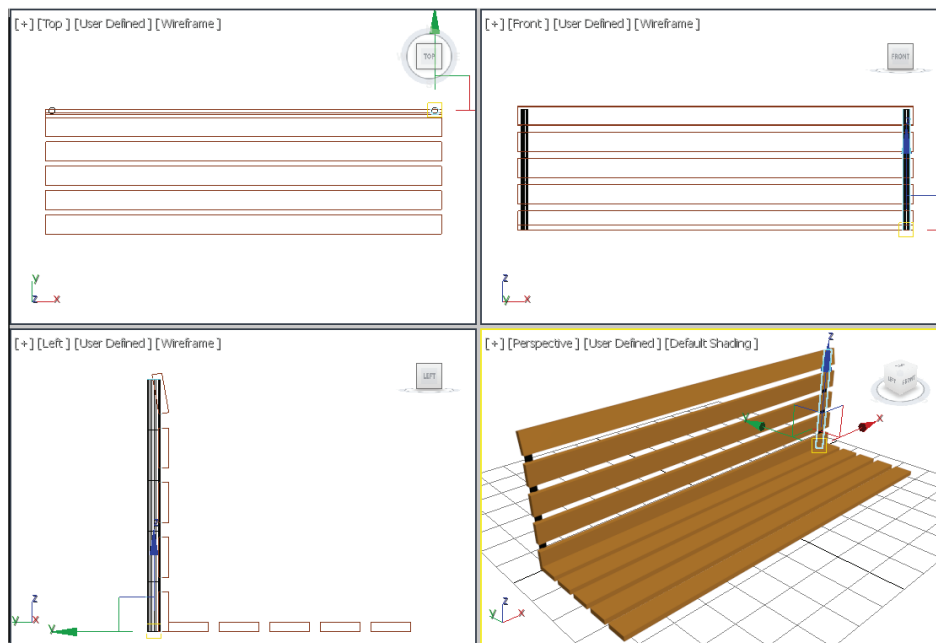 [+] [Top] [User Defined] [Wireframe]
TOP
y
z x
[+] [Front] [User Defined] [Wireframe]
FRONT
z
y x
[+] [Left] [User Defined] [Wireframe]
LEFT
z
y
z
y x
[+] [Perspective] [User Defined] [Default Shading]
z
LEFT
y x
z
y x